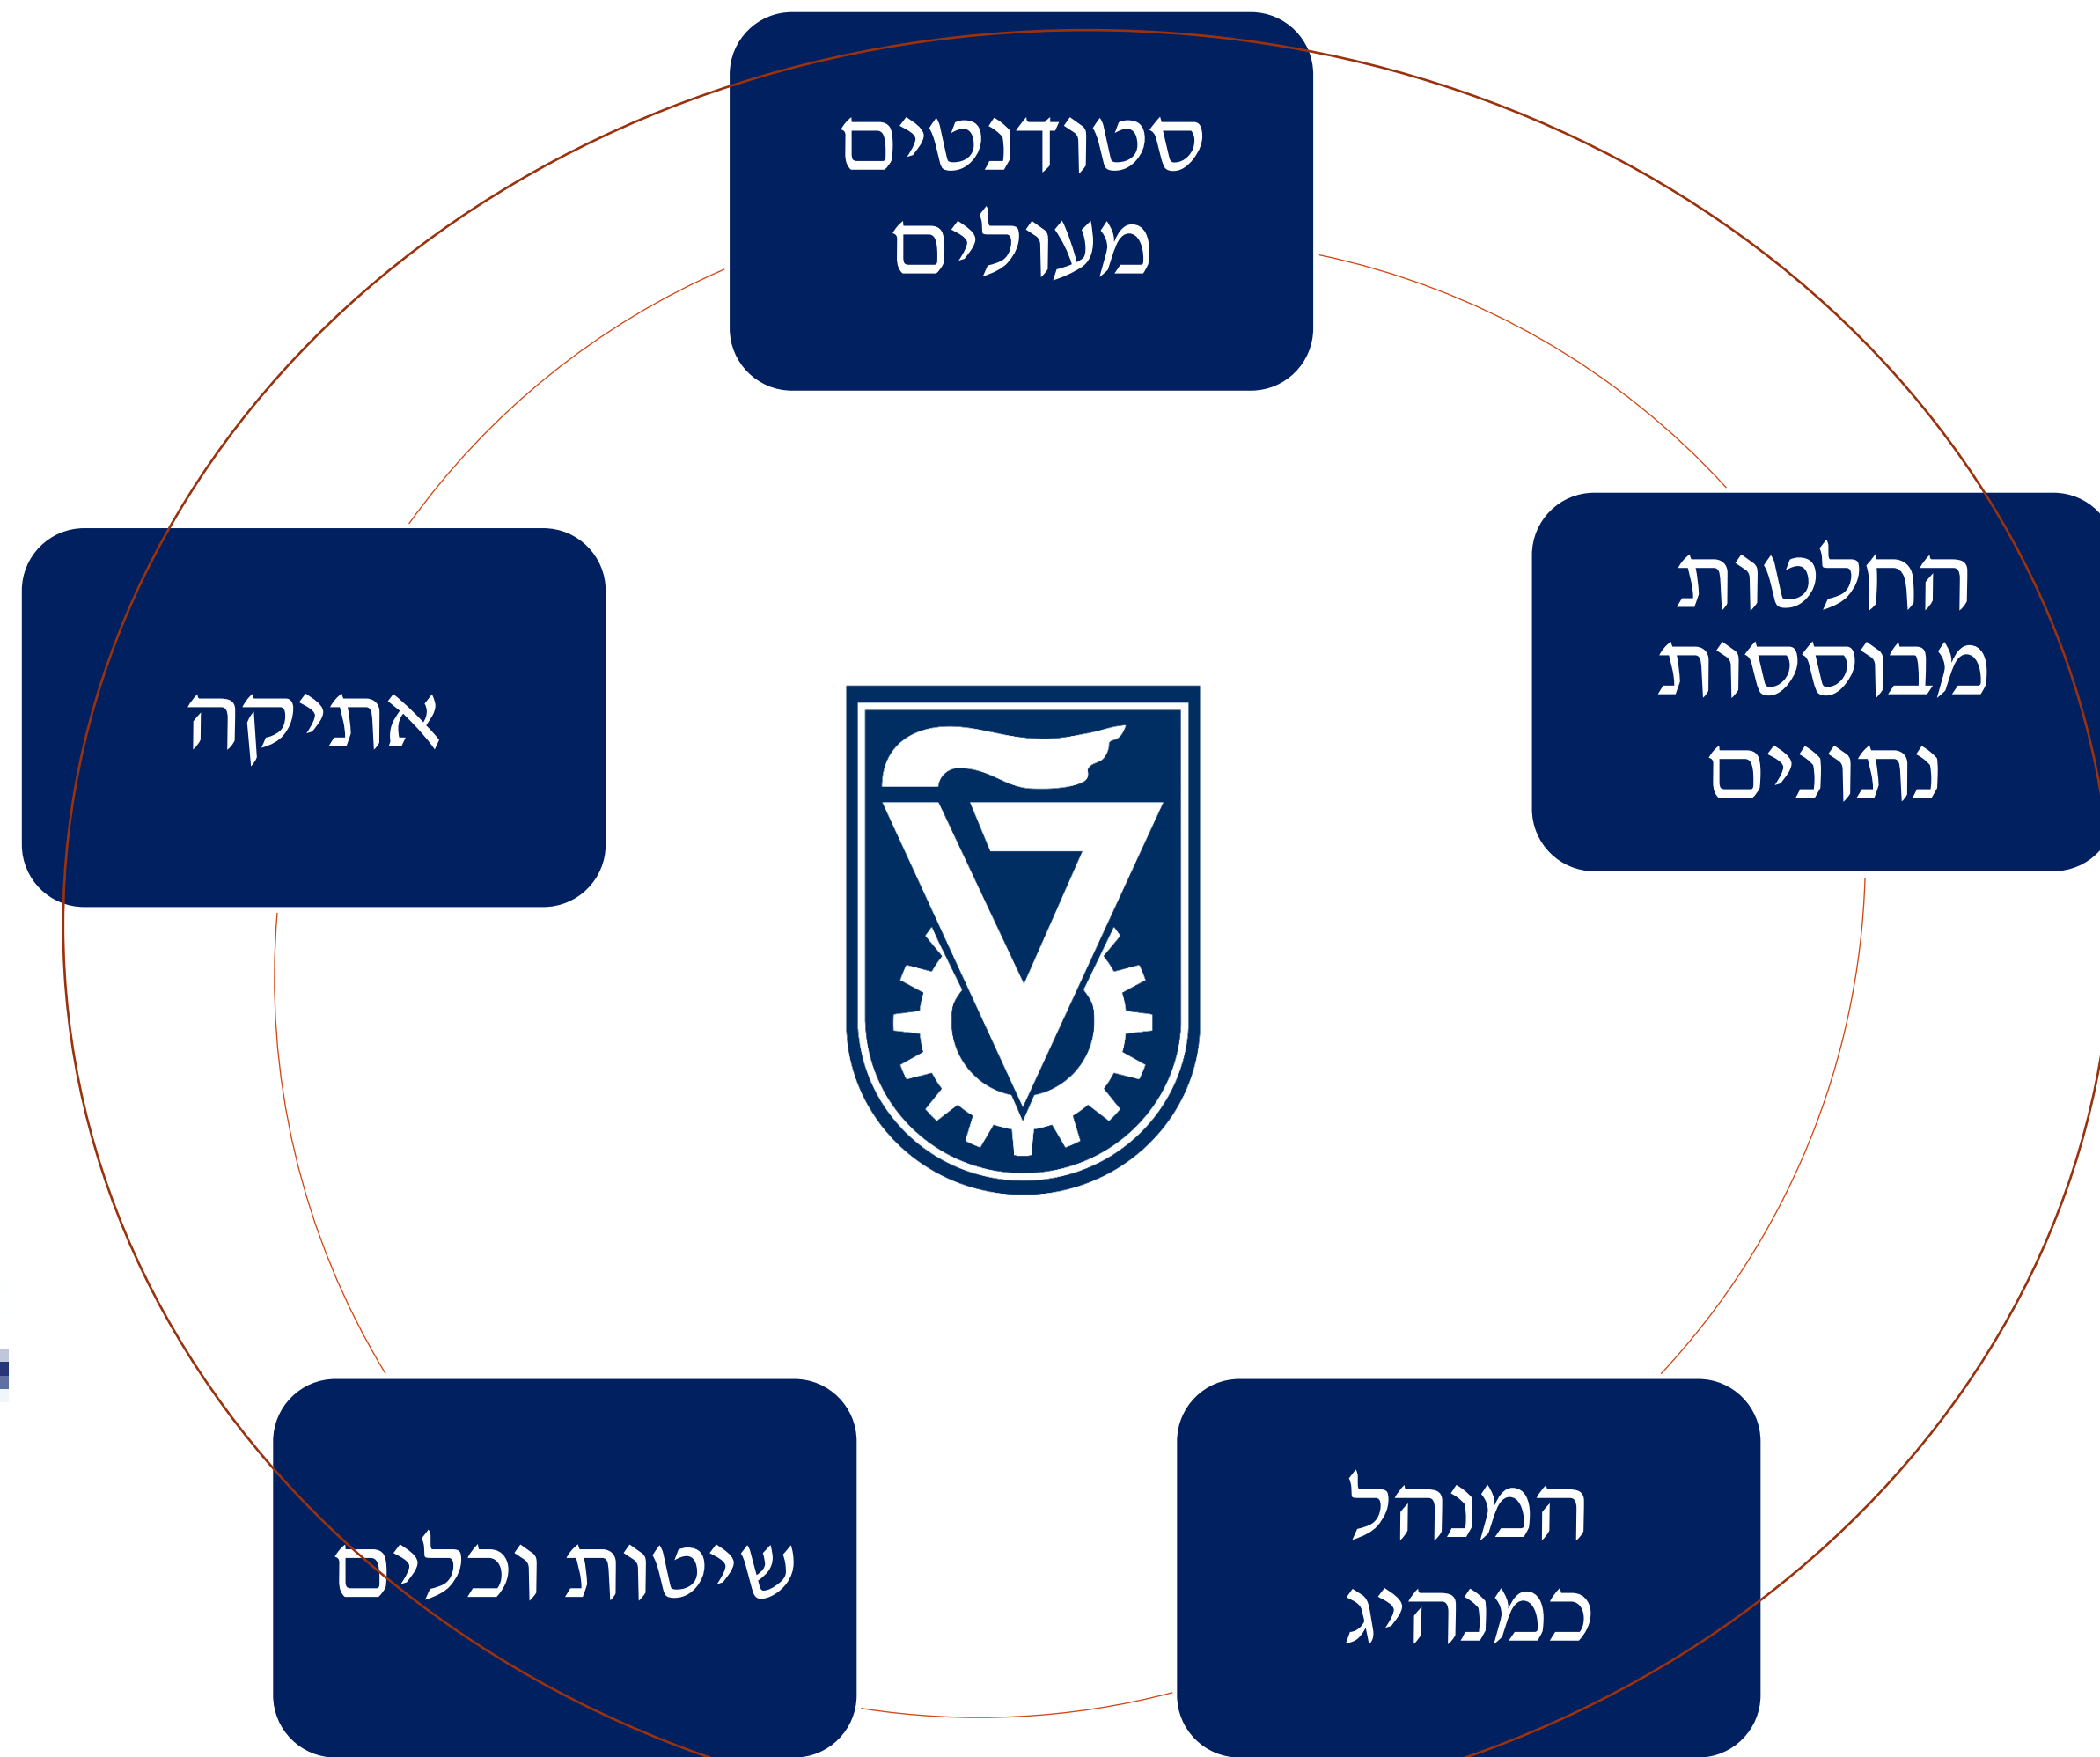 סטודנטים
מעולים
החלטות
מבוססות
נתונים
המנהל
כמנהיג
שיטות וכלים
אתיקה